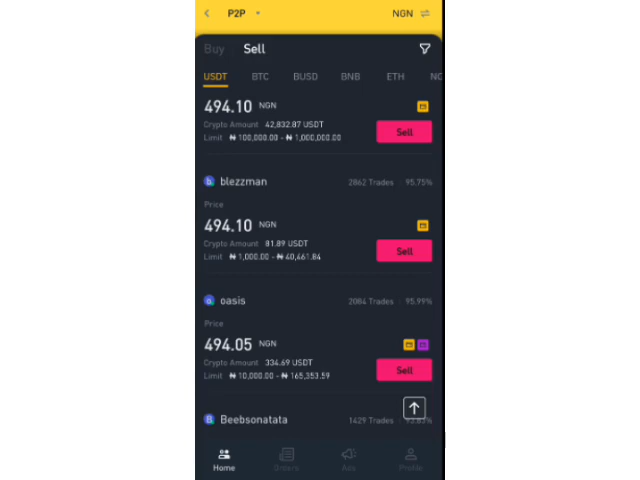 P2P
NGN
Buy Sell
USDT BTC BUSD BNB ETH NG
494.10 NGN
Crypto Amount 42,832.87 USDT
Sell
Limit ₦ 100,000.00 - ₦ 1,000,000.00
b blezzman 2862 Trades 95.75%
Price
494.10 NGN
Crypto Amount 81.89 USDT
Sell
Limit ₦ 1,000.00 - ₦ 40,461.84
o oasis 2084 Trades 95.99%
Price
494.05 NGN
Crypto Amount 334.69 USDT
Sell
Limit ₦ 10,000.00 - ₦ 165,353.59
B Beebsonatata 1429 Trades
Home Orders Ads Profile